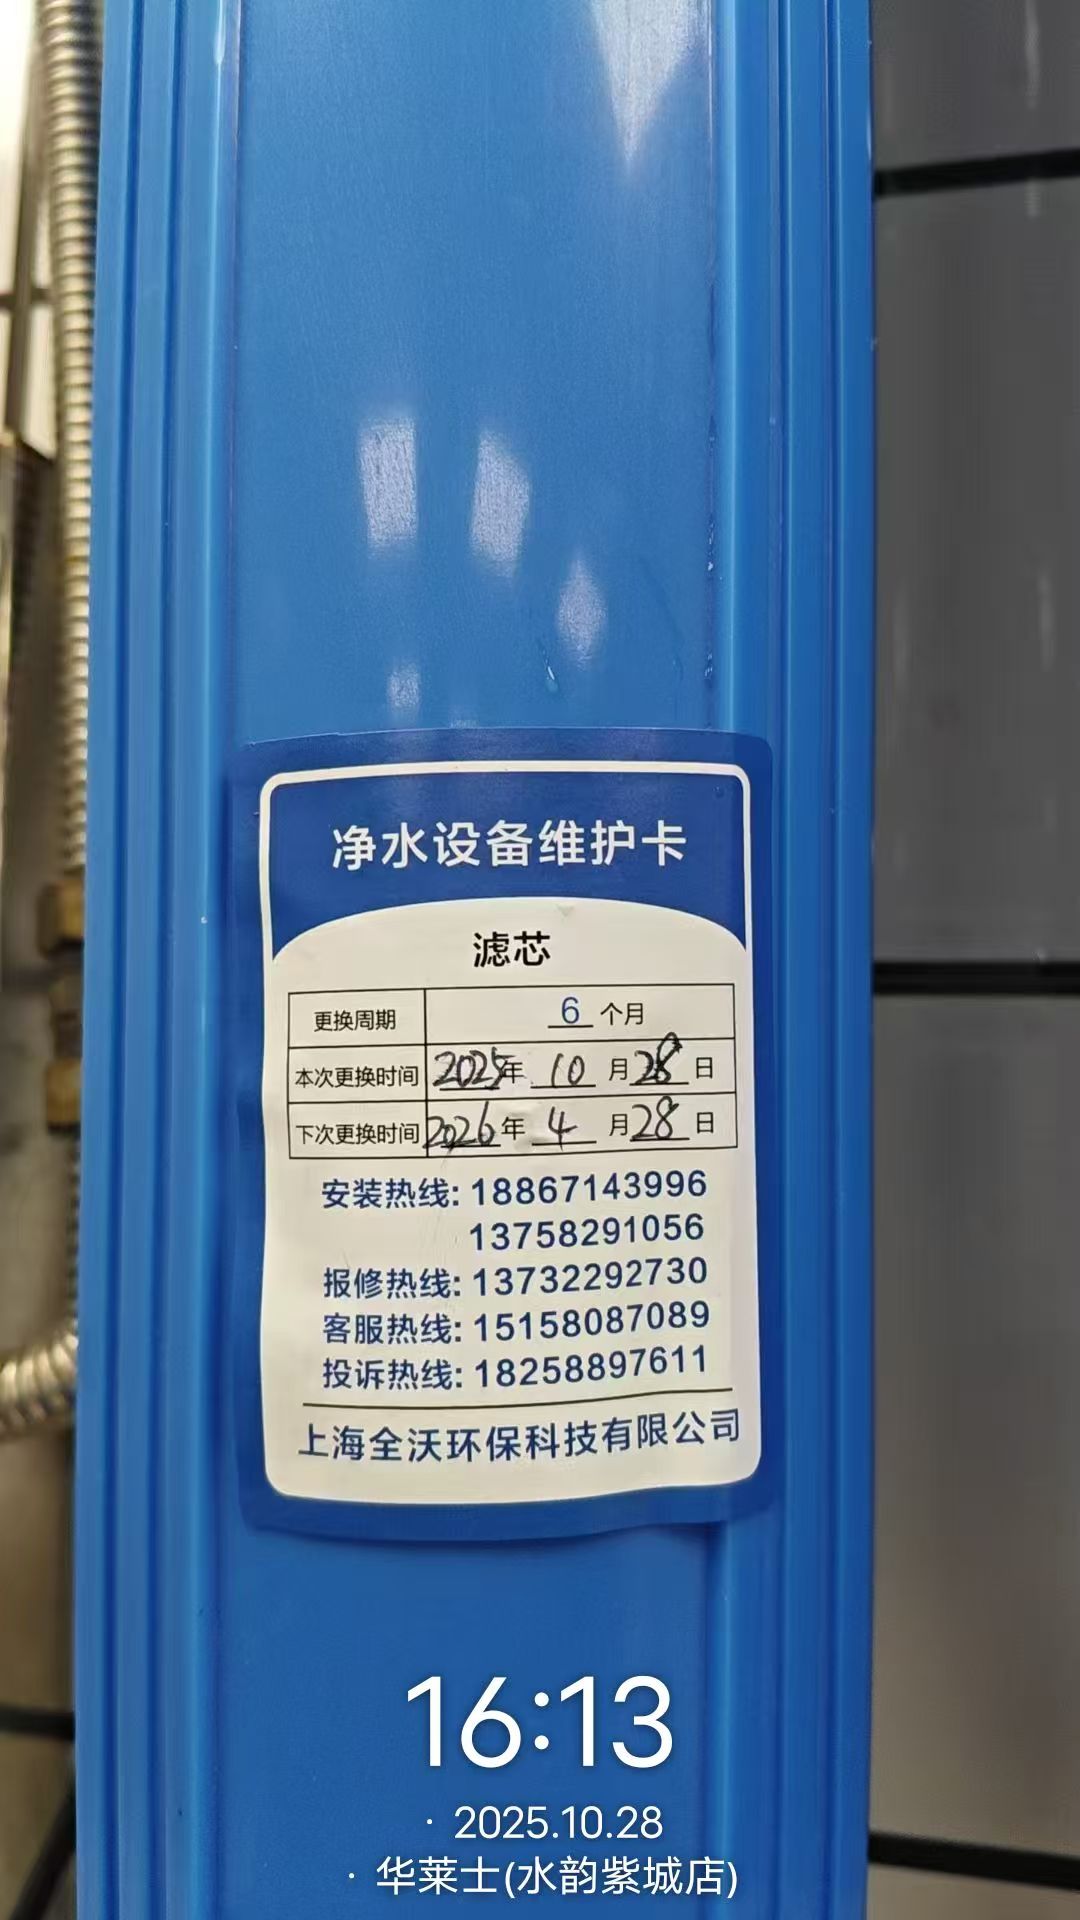 净水设备维护卡
滤芯
更换周期 6 个月
本次更换时间 2025年 10 月 28 日
下次更换时间 2026年 4 月 28 日
安装热线: 18867143996
13758291056
报修热线: 13732292730
客服热线: 15158087089
投诉热线: 18258897611
上海全沃环保科技有限公司
16:13
· 2025.10.28
· 华莱士(水韵紫城店)